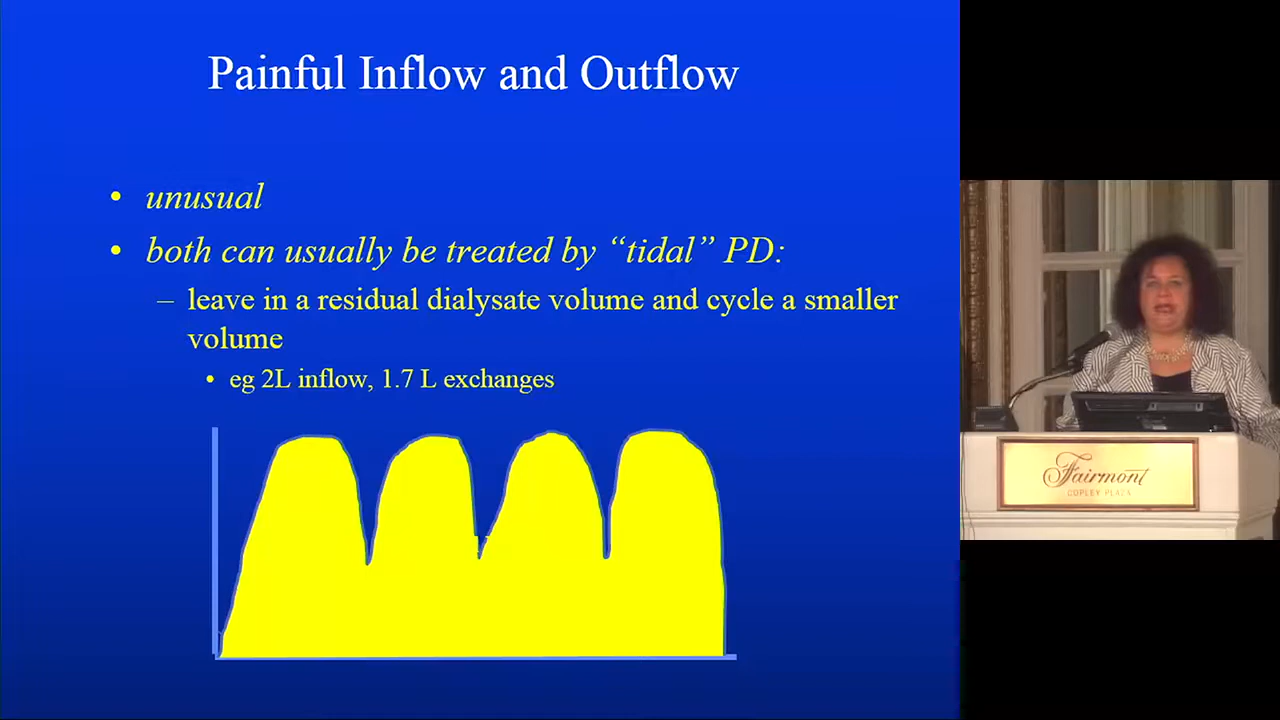 Painful Inflow and Outflow
• unusual
• both can usually be treated by “tidal” PD:
– leave in a residual dialysate volume and cycle a smaller
volume
• eg 2L inflow, 1.7 L exchanges
Fairmont
COPLEY PLAZA